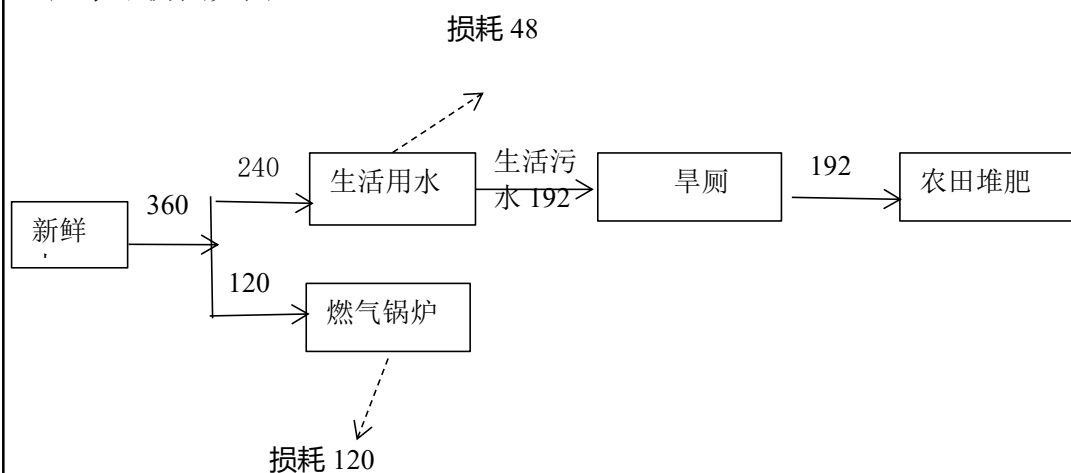 损耗 48
240
生活用水
生活污
水 192
旱厕
192
农田堆肥
360
新鲜
120
燃气锅炉
损耗 120